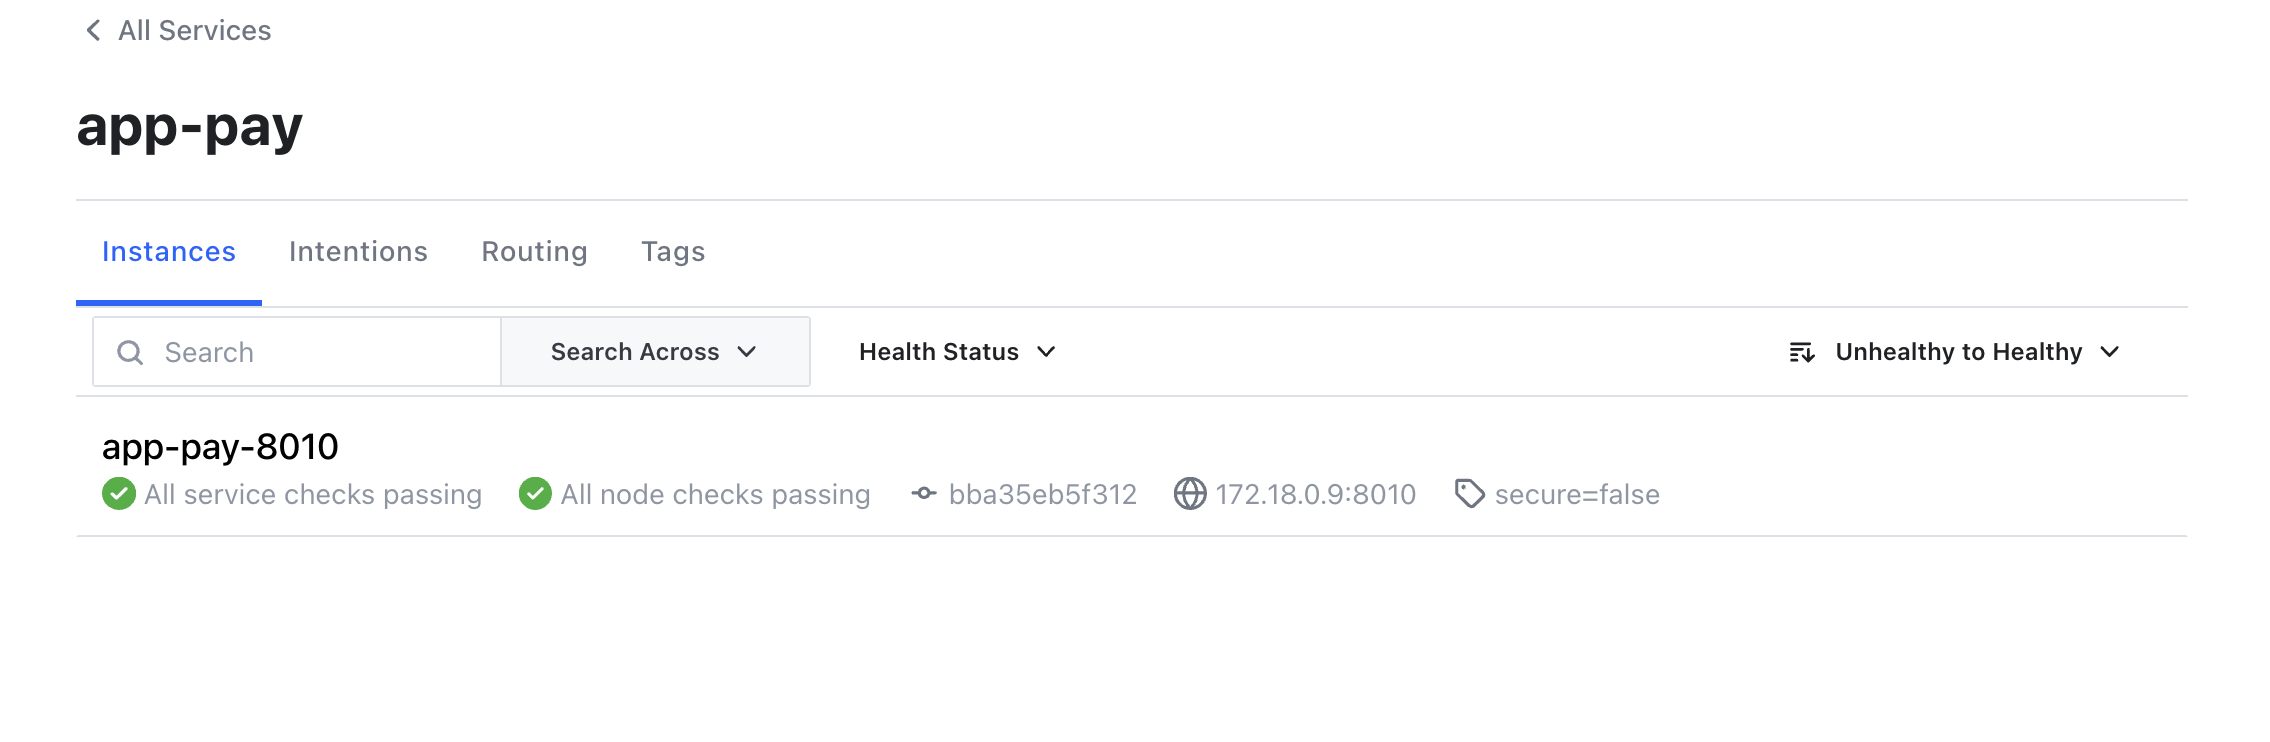 All Services
app-pay
Instances Intentions Routing Tags
Search Search Across Health Status Unhealthy to Healthy
app-pay-8010
All service checks passing All node checks passing bba35eb5f312 172.18.0.9:8010 secure=false